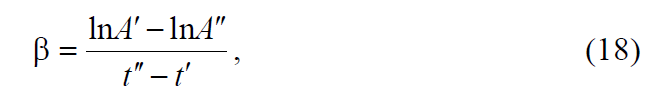 β = (lnA′ − lnA″) / (t″ − t′), (18)